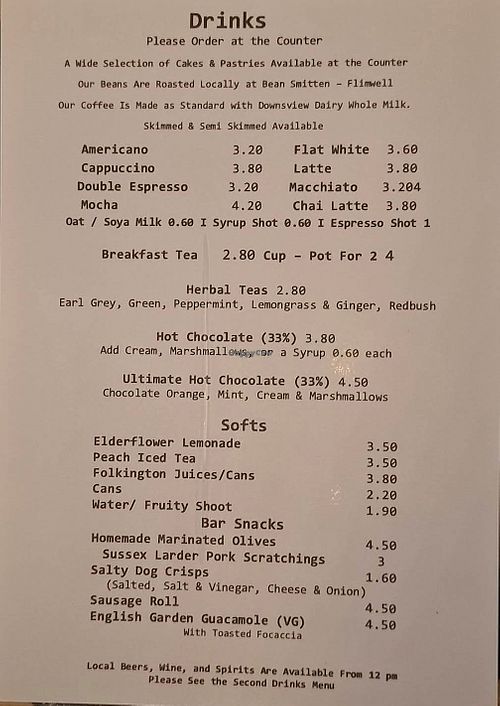 Drinks
Please Order at the Counter
A Wide Selection of Cakes & Pastries Available at the Counter
Our Beans Are Roasted Locally at Bean Smitten – Flimwell
Our Coffee Is Made as Standard with Downsview Dairy Whole Milk.
Skimmed & Semi Skimmed Available
Americano 3.20 Flat White 3.60
Cappuccino 3.80 Latte 3.80
Double Espresso 3.20 Macchiato 3.204
Mocha 4.20 Chai Latte 3.80
Oat / Soya Milk 0.60 I Syrup Shot 0.60 I Espresso Shot 1
Breakfast Tea 2.80 Cup – Pot For 2 4
Herbal Teas 2.80
Earl Grey, Green, Peppermint, Lemongrass & Ginger, Redbush
Hot Chocolate (33%) 3.80
Add Cream, Marshmallows, or a Syrup 0.60 each
Ultimate Hot Chocolate (33%) 4.50
Chocolate Orange, Mint, Cream & Marshmallows
Softs
Elderflower Lemonade 3.50
Peach Iced Tea 3.50
Folkington Juices/Cans 3.80
Cans 2.20
Water/ Fruity Shoot 1.90
Bar Snacks
Homemade Marinated Olives 4.50
Sussex Larder Pork Scratchings 3
Salty Dog Crisps 1.60
(Salted, Salt & Vinegar, Cheese & Onion)
Sausage Roll 4.50
English Garden Guacamole (VG) 4.50
With Toasted Focaccia
Local Beers, Wine, and Spirits Are Available From 12 pm
Please See the Second Drinks Menu